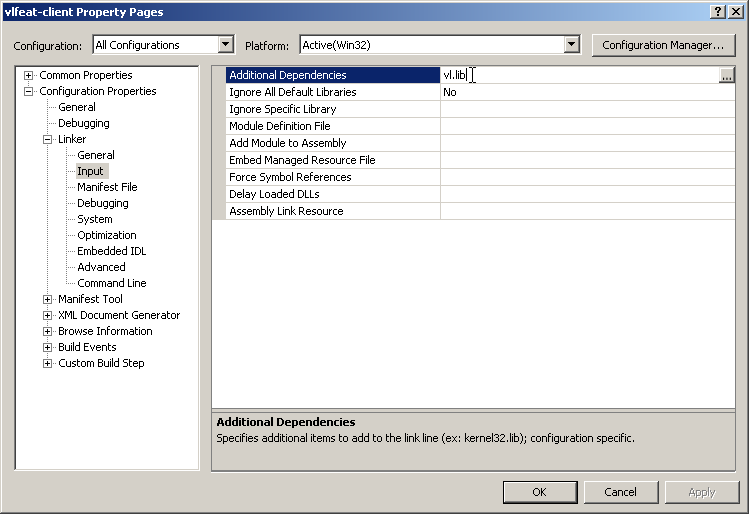 vlfeat-client Property Pages
Configuration: All Configurations Platform: Active(Win32) Configuration Manager...
Common Properties
Configuration Properties
General
Debugging
Linker
General
Input
Manifest File
Debugging
System
Optimization
Embedded IDL
Advanced
Command Line
Manifest Tool
XML Document Generator
Browse Information
Build Events
Custom Build Step
Additional Dependencies vl.lib ...
Ignore All Default Libraries No
Ignore Specific Library
Module Definition File
Add Module to Assembly
Embed Managed Resource File
Force Symbol References
Delay Loaded DLLs
Assembly Link Resource
Additional Dependencies
Specifies additional items to add to the link line (ex: kernel32.lib); configuration specific.
OK Cancel Apply